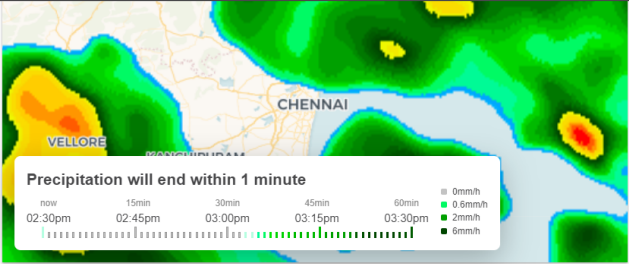 CHENNAI
VELLORE
KANCHIPURAM
Precipitation will end within 1 minute
now 15min 30min 45min 60min
02:30pm 02:45pm 03:00pm 03:15pm 03:30pm
0mm/h
0.6mm/h
2mm/h
6mm/h